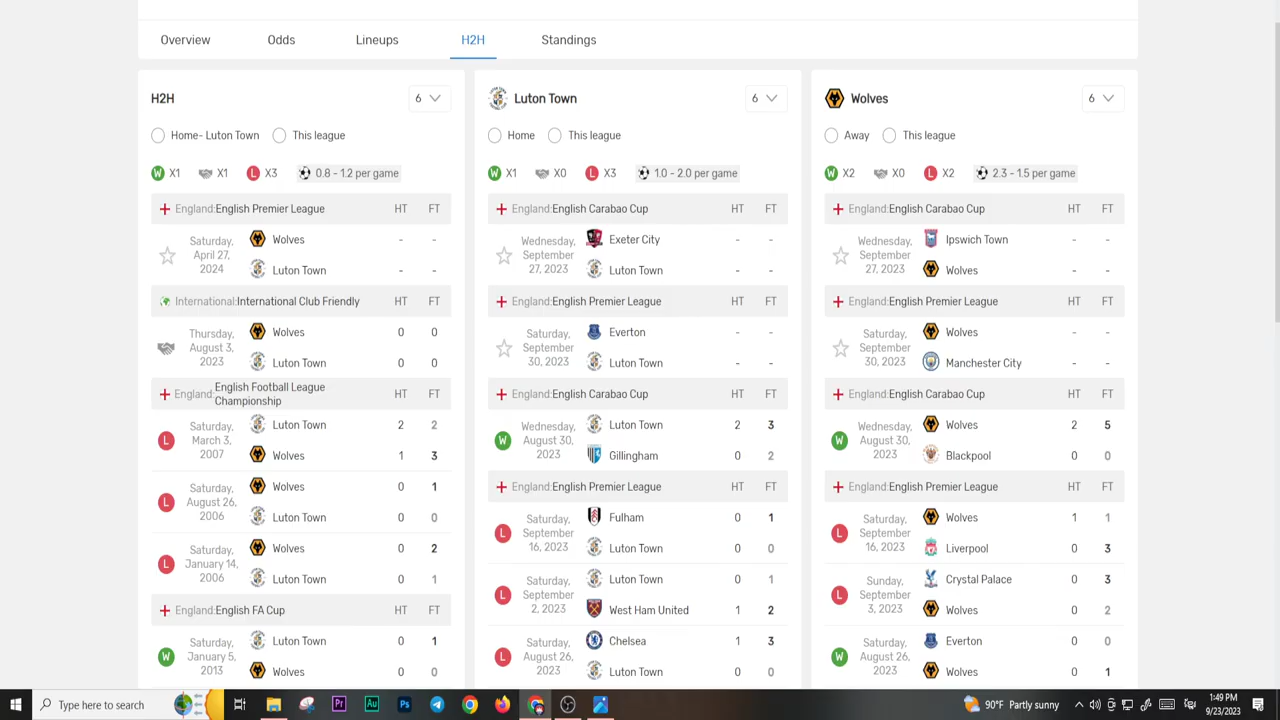 Overview Odds Lineups H2H Standings
H2H 6
Home- Luton Town This league
W X1 X1 L X3 0.8 - 1.2 per game
England:English Premier League HT FT
Saturday, April 27, 2024
Wolves - -
Luton Town - -
International:International Club Friendly HT FT
Thursday, August 3, 2023
Wolves 0 0
Luton Town 0 0
England:English Football League Championship HT FT
L Saturday, March 3, 2007
Luton Town 2 2
Wolves 1 3
L Saturday, August 26, 2006
Wolves 0 1
Luton Town 0 0
L Saturday, January 14, 2006
Wolves 0 2
Luton Town 0 1
England:English FA Cup HT FT
W Saturday, January 5, 2013
Luton Town 0 1
Wolves 0 0
Luton Town 6
Home This league
W X1 X0 L X3 1.0 - 2.0 per game
England:English Carabao Cup HT FT
Wednesday, September 27, 2023
Exeter City - -
Luton Town - -
England:English Premier League HT FT
Saturday, September 30, 2023
Everton - -
Luton Town - -
England:English Carabao Cup HT FT
W Wednesday, August 30, 2023
Luton Town 2 3
Gillingham 0 2
England:English Premier League HT FT
L Saturday, September 16, 2023
Fulham 0 1
Luton Town 0 0
L Saturday, September 2, 2023
Luton Town 0 1
West Ham United 1 2
L Saturday, August 26, 2023
Chelsea 1 3
Luton Town 0 0
Wolves 6
Away This league
W X2 X0 L X2 2.3 - 1.5 per game
England:English Carabao Cup HT FT
Wednesday, September 27, 2023
Ipswich Town - -
Wolves - -
England:English Premier League HT FT
Saturday, September 30, 2023
Wolves - -
Manchester City - -
England:English Carabao Cup HT FT
W Wednesday, August 30, 2023
Wolves 2 5
Blackpool 0 0
England:English Premier League HT FT
L Saturday, September 16, 2023
Wolves 1 1
Liverpool 0 3
L Sunday, September 3, 2023
Crystal Palace 0 3
Wolves 0 2
W Saturday, August 26, 2023
Everton 0 0
Wolves 0 1
Type here to search Pr Au Ps 90°F Partly sunny 1:49 PM
9/23/2023